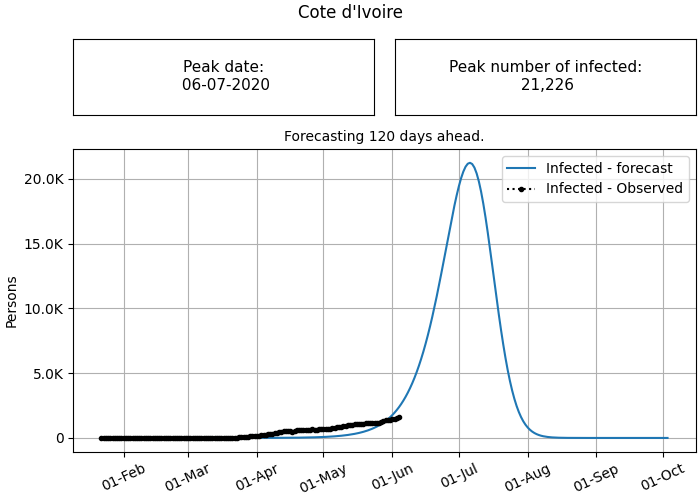 Cote d'Ivoire
Peak date:
06-07-2020
Peak number of infected:
21,226
Forecasting 120 days ahead.
Infected - forecast
Infected - Observed
Persons
20.0K
15.0K
10.0K
5.0K
0
01-Feb
01-Mar
01-Apr
01-May
01-Jun
01-Jul
01-Aug
01-Sep
01-Oct